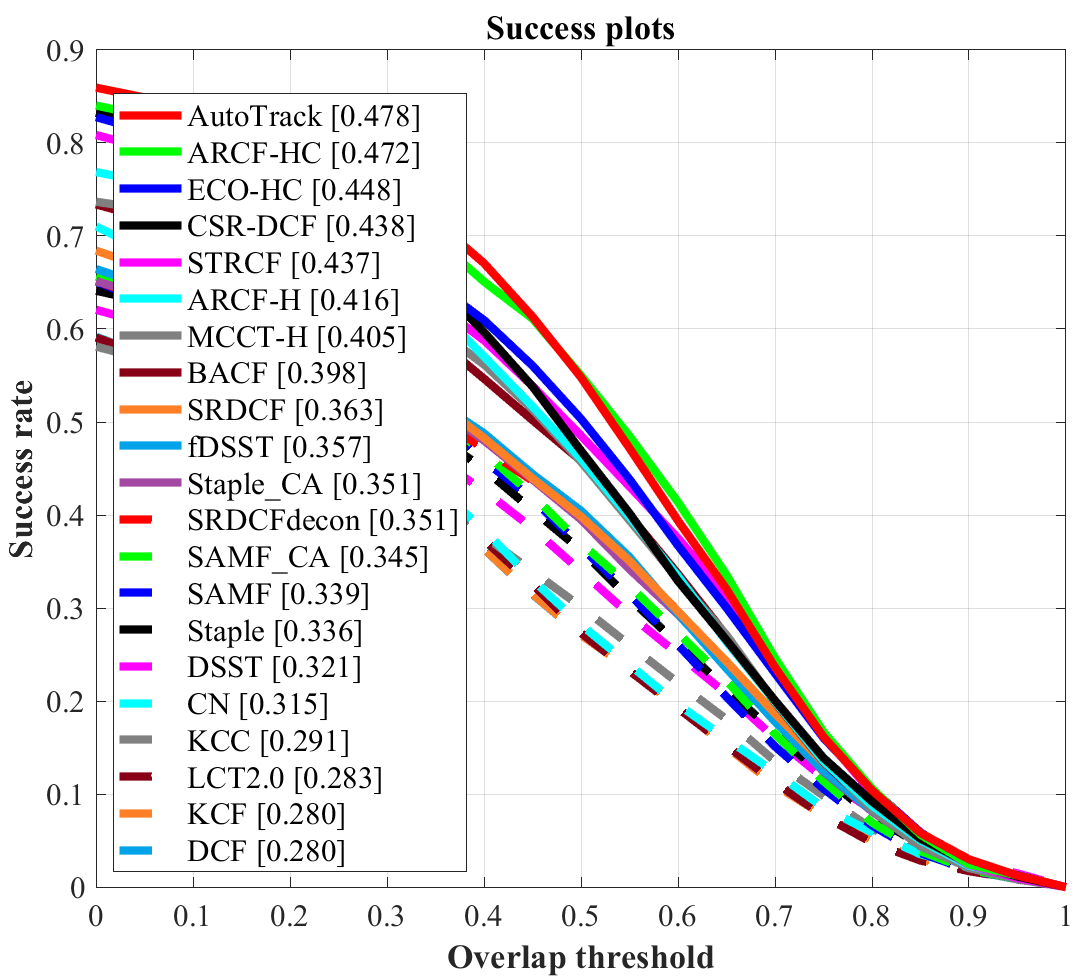 Success plots
0.9
0.8
0.7
0.6
0.5
0.4
0.3
0.2
0.1
0
Success rate
AutoTrack [0.478]
ARCF-HC [0.472]
ECO-HC [0.448]
CSR-DCF [0.438]
STRCF [0.437]
ARCF-H [0.416]
MCCT-H [0.405]
BACF [0.398]
SRDCF [0.363]
fDSST [0.357]
Staple_CA [0.351]
SRDCFdecon [0.351]
SAMF_CA [0.345]
SAMF [0.339]
Staple [0.336]
DSST [0.321]
CN [0.315]
KCC [0.291]
LCT2.0 [0.283]
KCF [0.280]
DCF [0.280]
0 0.1 0.2 0.3 0.4 0.5 0.6 0.7 0.8 0.9 1
Overlap threshold